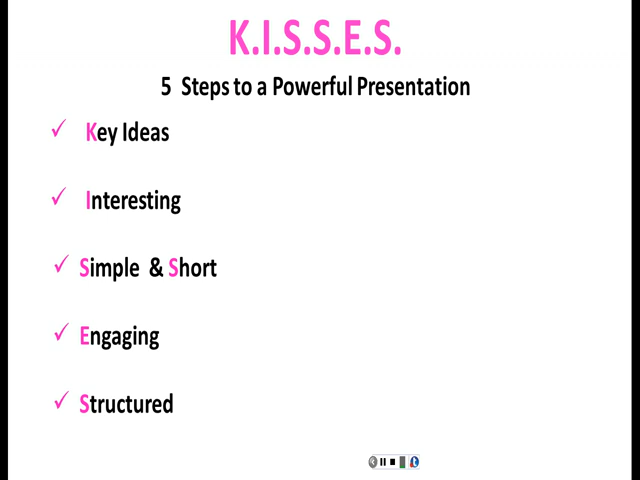 K.I.S.S.E.S.
5 Steps to a Powerful Presentation
Key Ideas
Interesting
Simple & Short
Engaging
Structured